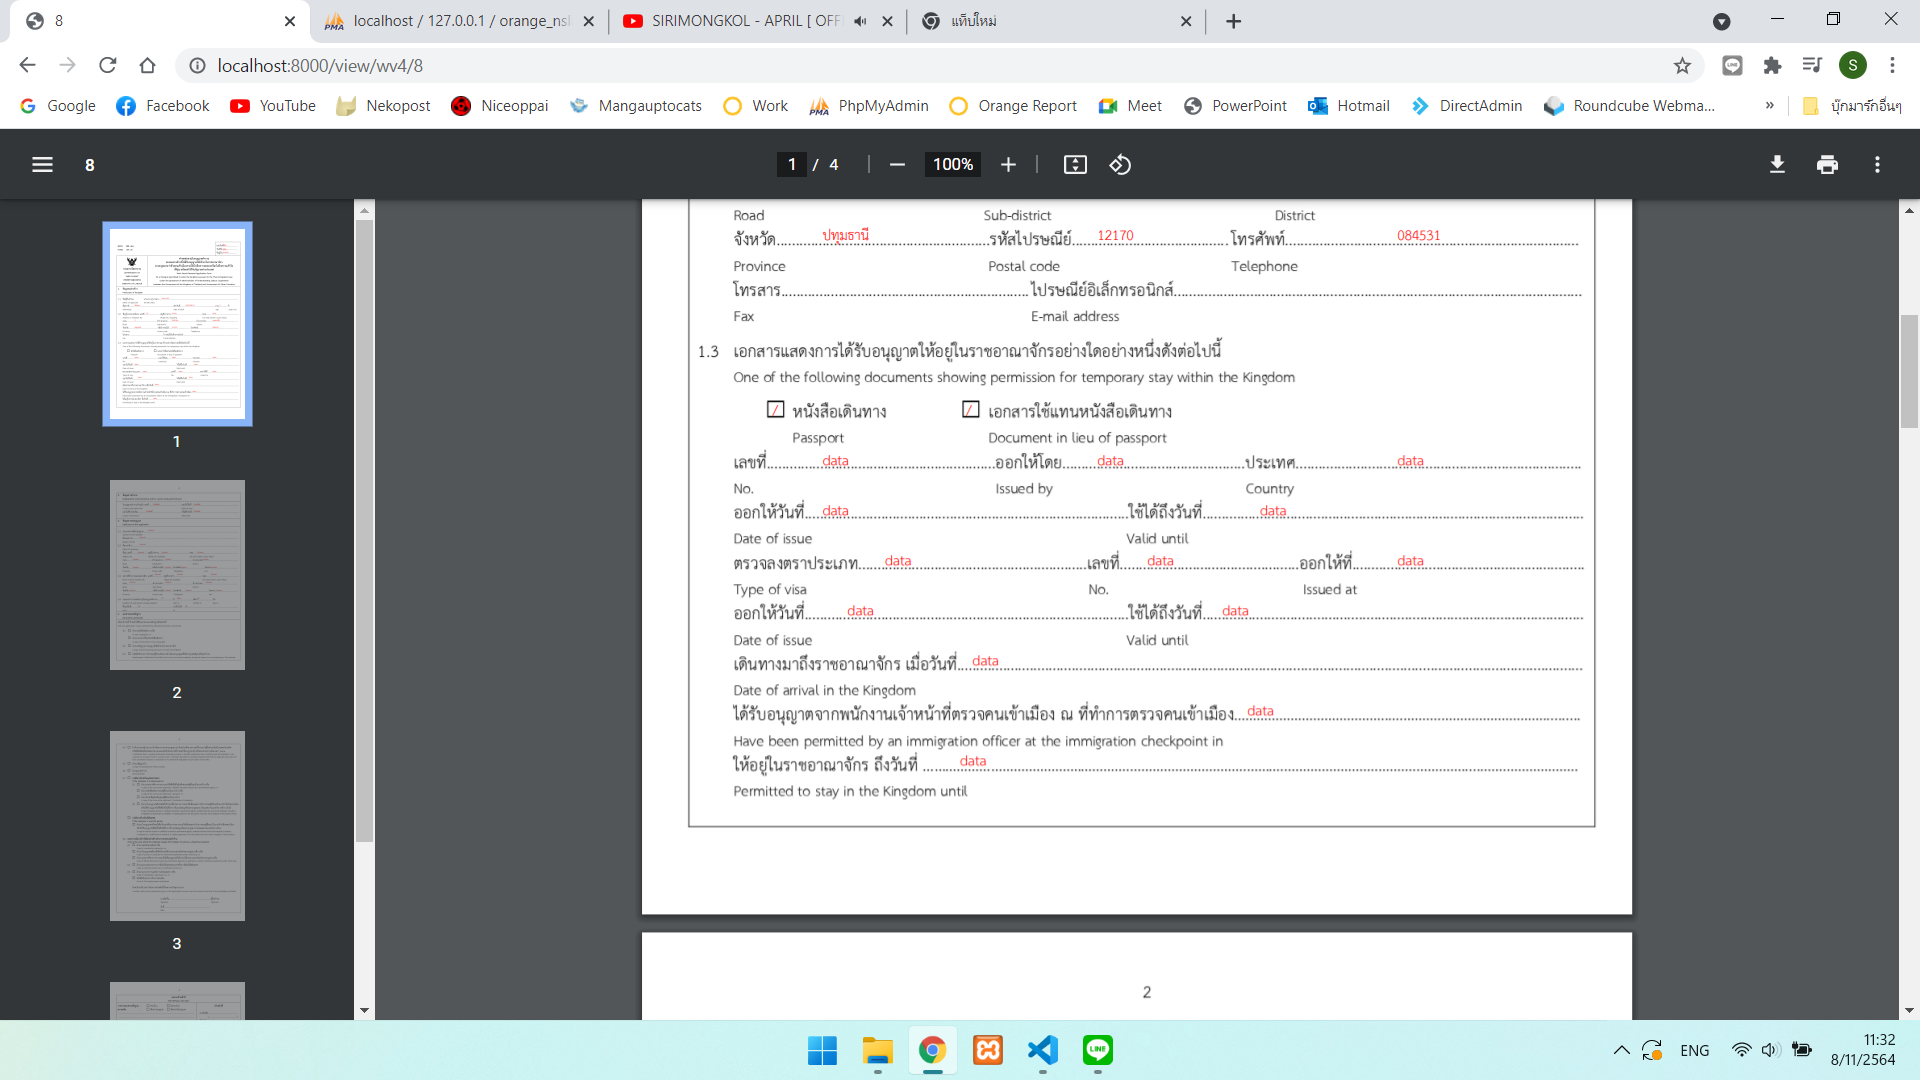 8
localhost / 127.0.0.1 / orange_nsl
SIRIMONGKOL - APRIL [ OFF
แท็บใหม่
localhost:8000/view/wv4/8
S
Google
Facebook
YouTube
Nekopost
Niceoppai
Mangauptocats
Work
PhpMyAdmin
Orange Report
Meet
PowerPoint
Hotmail
DirectAdmin
Roundcube Webma...
»
บุ๊กมาร์กอื่นๆ
8
1 / 4
100%
1
2
3
Road Sub-district District
จังหวัด ปทุมธานี รหัสไปรษณีย์ 12170 โทรศัพท์ 084531
Province Postal code Telephone
โทรสาร ไปรษณีย์อิเล็กทรอนิกส์
Fax E-mail address
1.3 เอกสารแสดงการได้รับอนุญาตให้อยู่ในราชอาณาจักรอย่างใดอย่างหนึ่งดังต่อไปนี้
One of the following documents showing permission for temporary stay within the Kingdom
/ หนังสือเดินทาง / เอกสารใช้แทนหนังสือเดินทาง
Passport Document in lieu of passport
เลขที่ data ออกให้โดย data ประเทศ data
No. Issued by Country
ออกให้วันที่ data ใช้ได้ถึงวันที่ data
Date of issue Valid until
ตรวจลงตราประเภท data เลขที่ data ออกให้ที่ data
Type of visa No. Issued at
ออกให้วันที่ data ใช้ได้ถึงวันที่ data
Date of issue Valid until
เดินทางมาถึงราชอาณาจักร เมื่อวันที่ data
Date of arrival in the Kingdom
ได้รับอนุญาตจากพนักงานเจ้าหน้าที่ตรวจคนเข้าเมือง ณ ที่ทำการตรวจคนเข้าเมือง data
Have been permitted by an immigration officer at the immigration checkpoint in
ให้อยู่ในราชอาณาจักร ถึงวันที่ data
Permitted to stay in the Kingdom until
2
ENG
11:32
8/11/2564